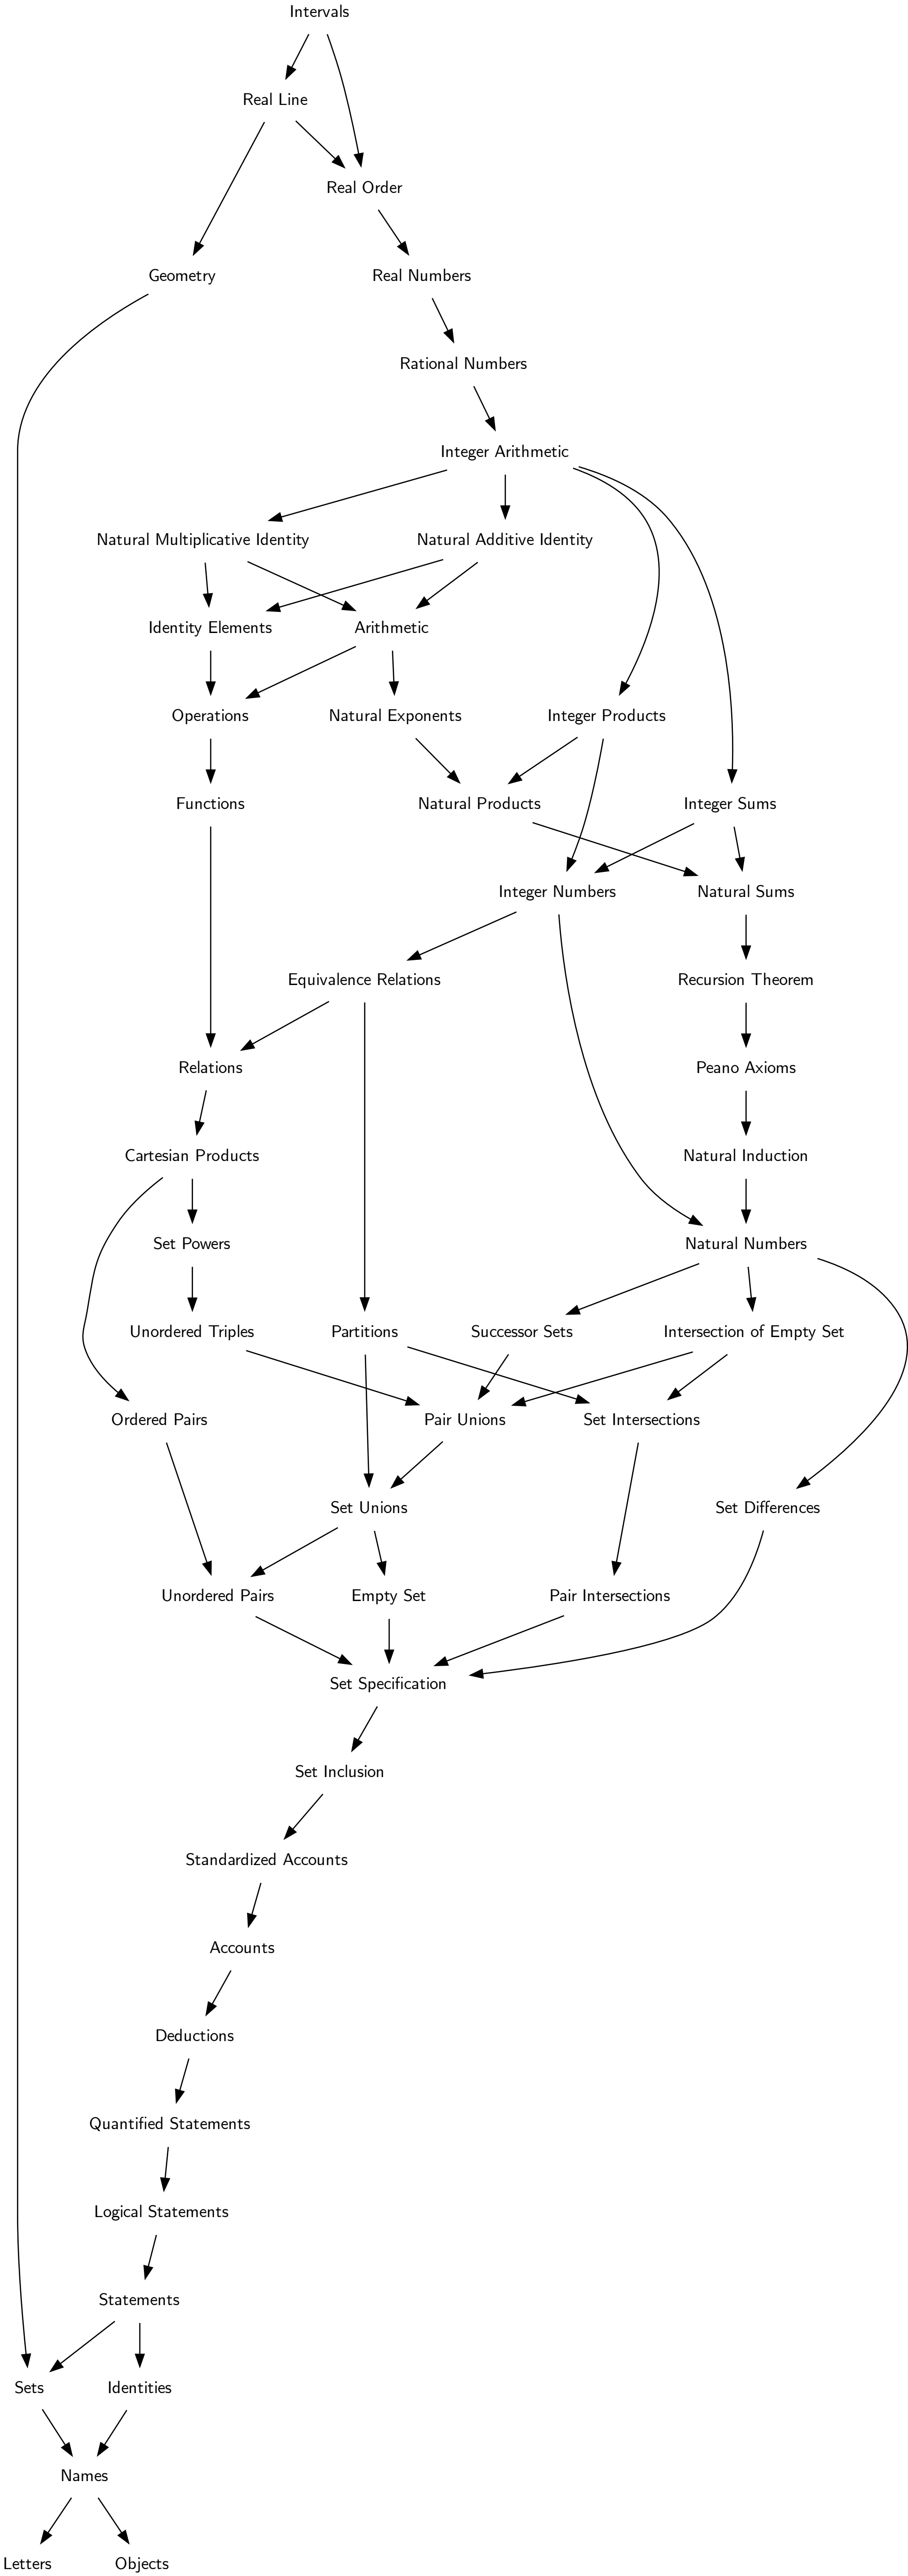 Intervals
Real Line
Real Order
Geometry
Real Numbers
Rational Numbers
Integer Arithmetic
Natural Multiplicative Identity
Natural Additive Identity
Identity Elements
Arithmetic
Operations
Natural Exponents
Integer Products
Functions
Natural Products
Integer Sums
Integer Numbers
Natural Sums
Equivalence Relations
Recursion Theorem
Relations
Peano Axioms
Cartesian Products
Natural Induction
Set Powers
Natural Numbers
Unordered Triples
Partitions
Successor Sets
Intersection of Empty Set
Ordered Pairs
Pair Unions
Set Intersections
Set Unions
Set Differences
Unordered Pairs
Empty Set
Pair Intersections
Set Specification
Set Inclusion
Standardized Accounts
Accounts
Deductions
Quantified Statements
Logical Statements
Statements
Sets
Identities
Names
Letters
Objects